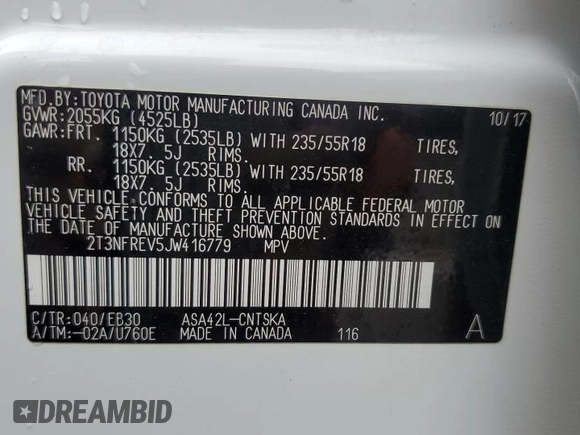 MFD.BY:TOYOTA MOTOR MANUFACTURING CANADA INC. 10/17
GVWR:2055KG (4525LB)
GAWR:FRT. 1150KG (2535LB) WITH 235/55R18 TIRES,
18X7. 5J RIMS.
RR. 1150KG (2535LB) WITH 235/55R18 TIRES,
18X7. 5J RIMS.
THIS VEHICLE CONFORMS TO ALL APPLICABLE FEDERAL MOTOR
VEHICLE SAFETY AND THEFT PREVENTION STANDARDS IN EFFECT ON
THE DATE OF MANUFACTURE SHOWN ABOVE.
2T3NFREV5JW416779 MPV
C/TR:040/EB30 ASA42L-CNTSKA
A/TM:-02A/U760E MADE IN CANADA 116 A
DREAMBID